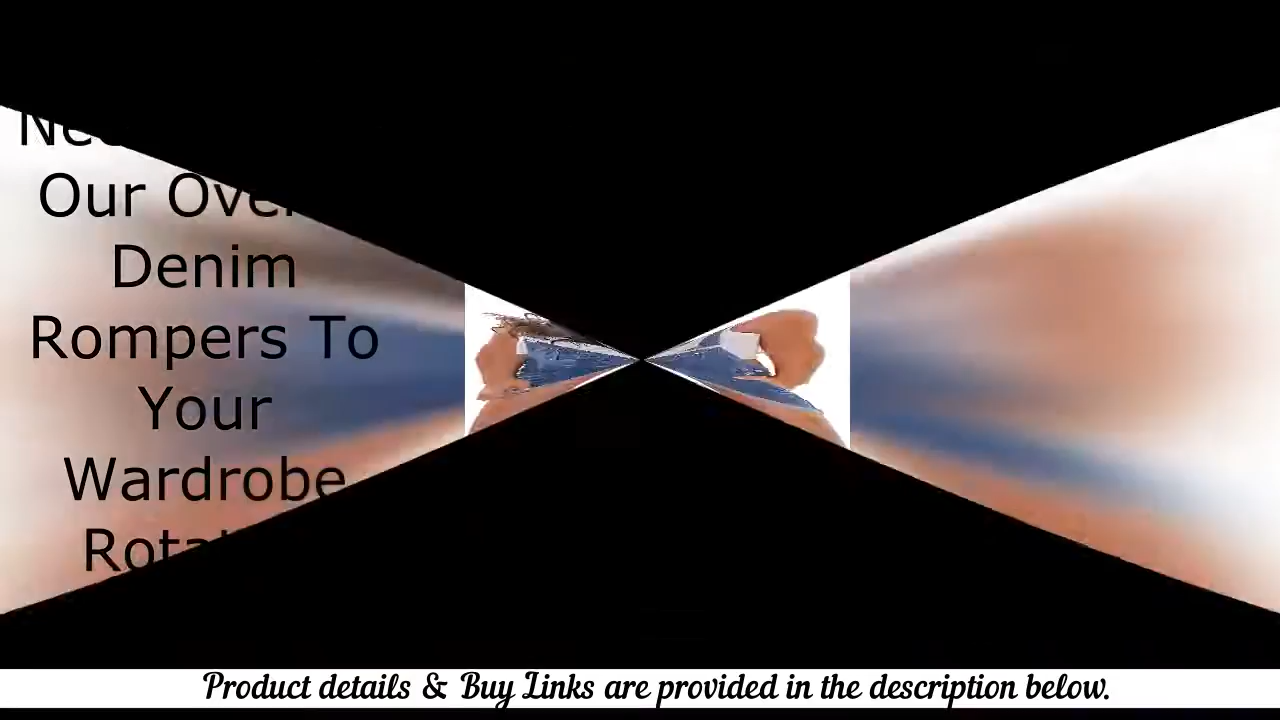 Our
Denim
Rompers To
Your
Wardrobe
Product details & Buy Links are provided in the description below.